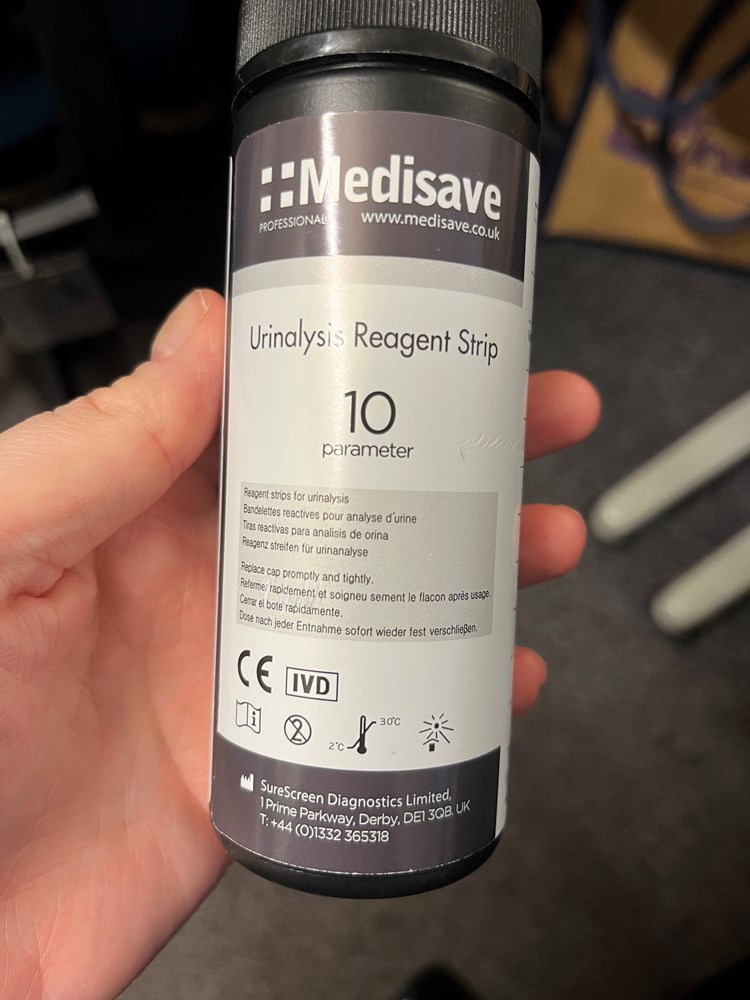 Medisave
PROFESSIONAL
www.medisave.co.uk
Urinalysis Reagent Strip
10
parameter
Reagent strips for urinalysis
Bandelettes reactives pour analyse d'urine
Tiras reactivas para analisis de orina
Reagenz streifen für urinanalyse
Replace cap promptly and tightly.
Refermer rapidement et soigneu sement le flacon après usage.
Cerrar el bote rapidamente.
Dose nach jeder Entnahme sofort wieder fest verschließen.
CE IVD
2
2°C 30°C
SureScreen Diagnostics Limited,
1 Prime Parkway, Derby, DE1 3QB. UK
T: +44 (0)1332 365318